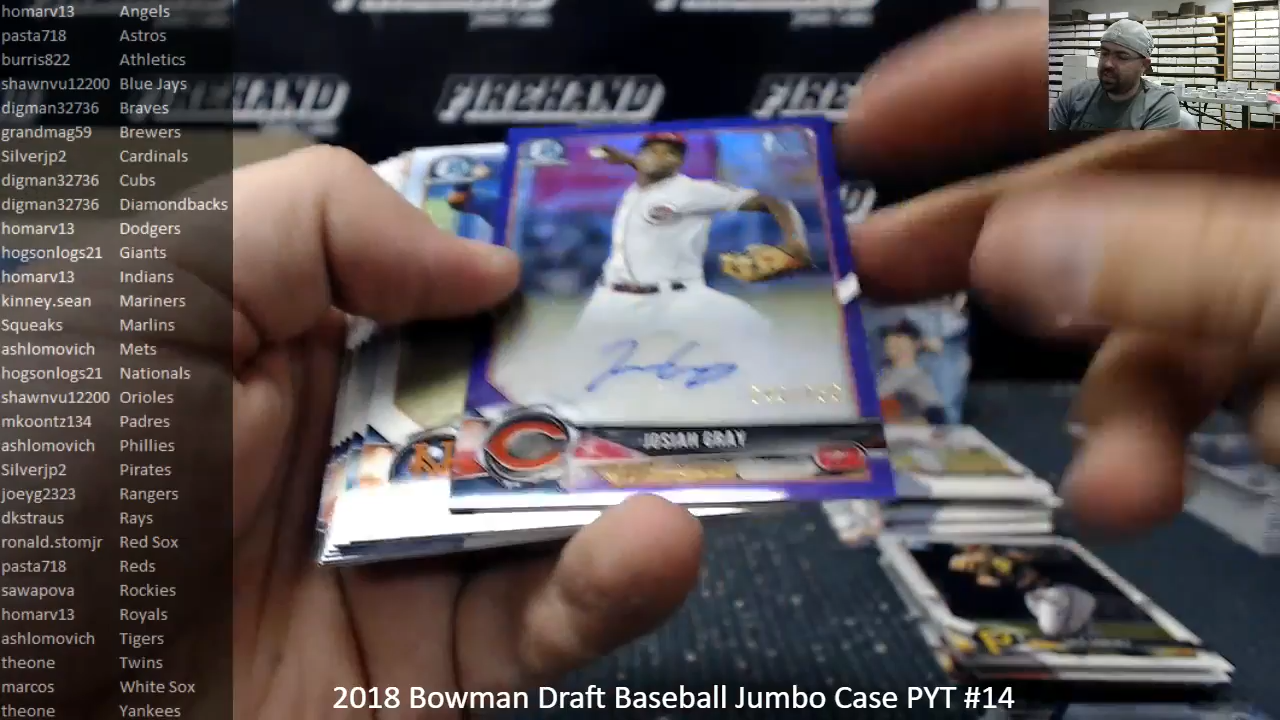 homarv13 Angels
pasta718 Astros
burris822 Athletics
shawnvu12200 Blue Jays
digman32736 Braves
grandmag59 Brewers
Silverjp2 Cardinals
digman32736 Cubs
digman32736 Diamondbacks
homarv13 Dodgers
hogsonlogs21 Giants
homarv13 Indians
kinney.sean Mariners
Squeaks Marlins
ashlomovich Mets
hogsonlogs21 Nationals
shawnvu12200 Orioles
mkoontz134 Padres
ashlomovich Phillies
Silverjp2 Pirates
joeyg2323 Rangers
dkstraus Rays
ronald.stomjr Red Sox
pasta718 Reds
sawapova Rockies
homarv13 Royals
ashlomovich Tigers
theone Twins
marcos White Sox
theone Yankees
FIREHAND
FIREHAND
JOSIAH GRAY
2018 Bowman Draft Baseball Jumbo Case PYT #14